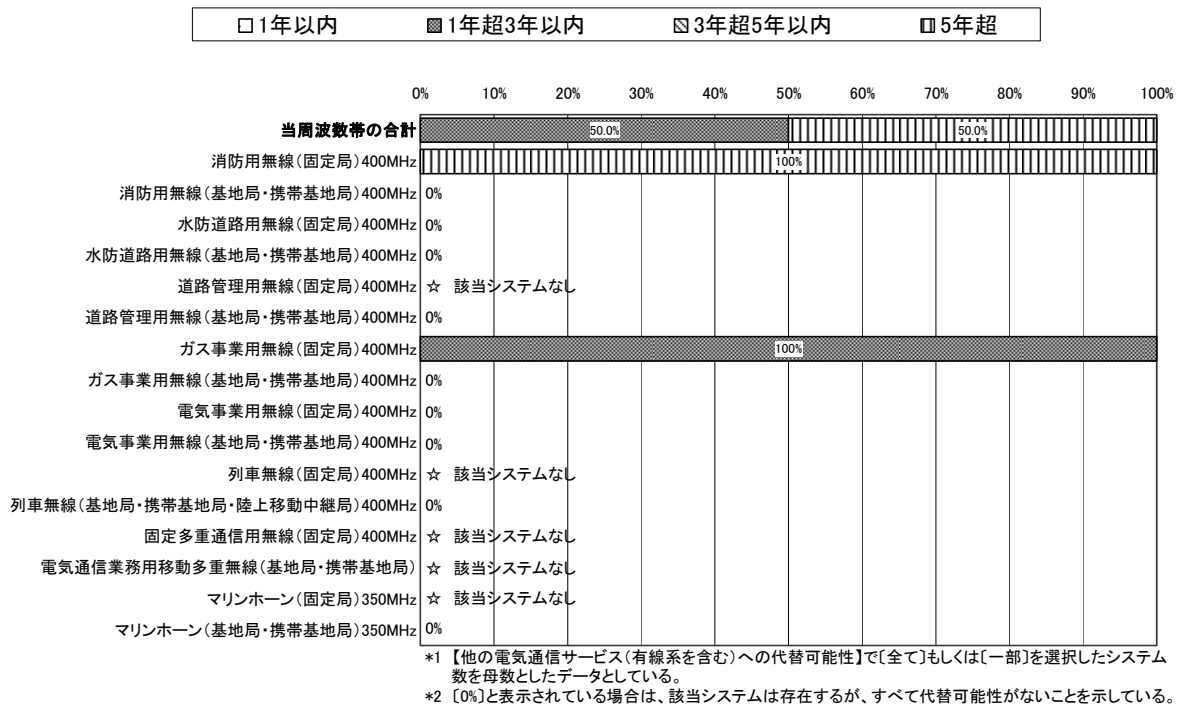 □1年以内 1年超3年以内 3年超5年以内 5年超
0% 10% 20% 30% 40% 50% 60% 70% 80% 90% 100%
当周波数帯の合計 50.0% 50.0%
消防用無線(固定局)400MHz 100%
消防用無線(基地局・携帯基地局)400MHz 0%
水防道路用無線(固定局)400MHz 0%
水防道路用無線(基地局・携帯基地局)400MHz 0%
道路管理用無線(固定局)400MHz ☆ 該当システムなし
道路管理用無線(基地局・携帯基地局)400MHz 0%
ガス事業用無線(固定局)400MHz 100%
ガス事業用無線(基地局・携帯基地局)400MHz 0%
電気事業用無線(固定局)400MHz 0%
電気事業用無線(基地局・携帯基地局)400MHz 0%
列車無線(固定局)400MHz ☆ 該当システムなし
列車無線(基地局・携帯基地局・陸上移動中継局)400MHz 0%
固定多重通信用無線(固定局)400MHz ☆ 該当システムなし
電気通信業務用移動多重無線(基地局・携帯基地局) ☆ 該当システムなし
マリンホーン(固定局)350MHz ☆ 該当システムなし
マリンホーン(基地局・携帯基地局)350MHz 0%
*1 【他の電気通信サービス(有線系を含む)への代替可能性】で〔全て〕もしくは〔一部〕を選択したシステム
数を母数としたデータとしている。
*2 〔0%〕と表示されている場合は、該当システムは存在するが、すべて代替可能性がないことを示している。